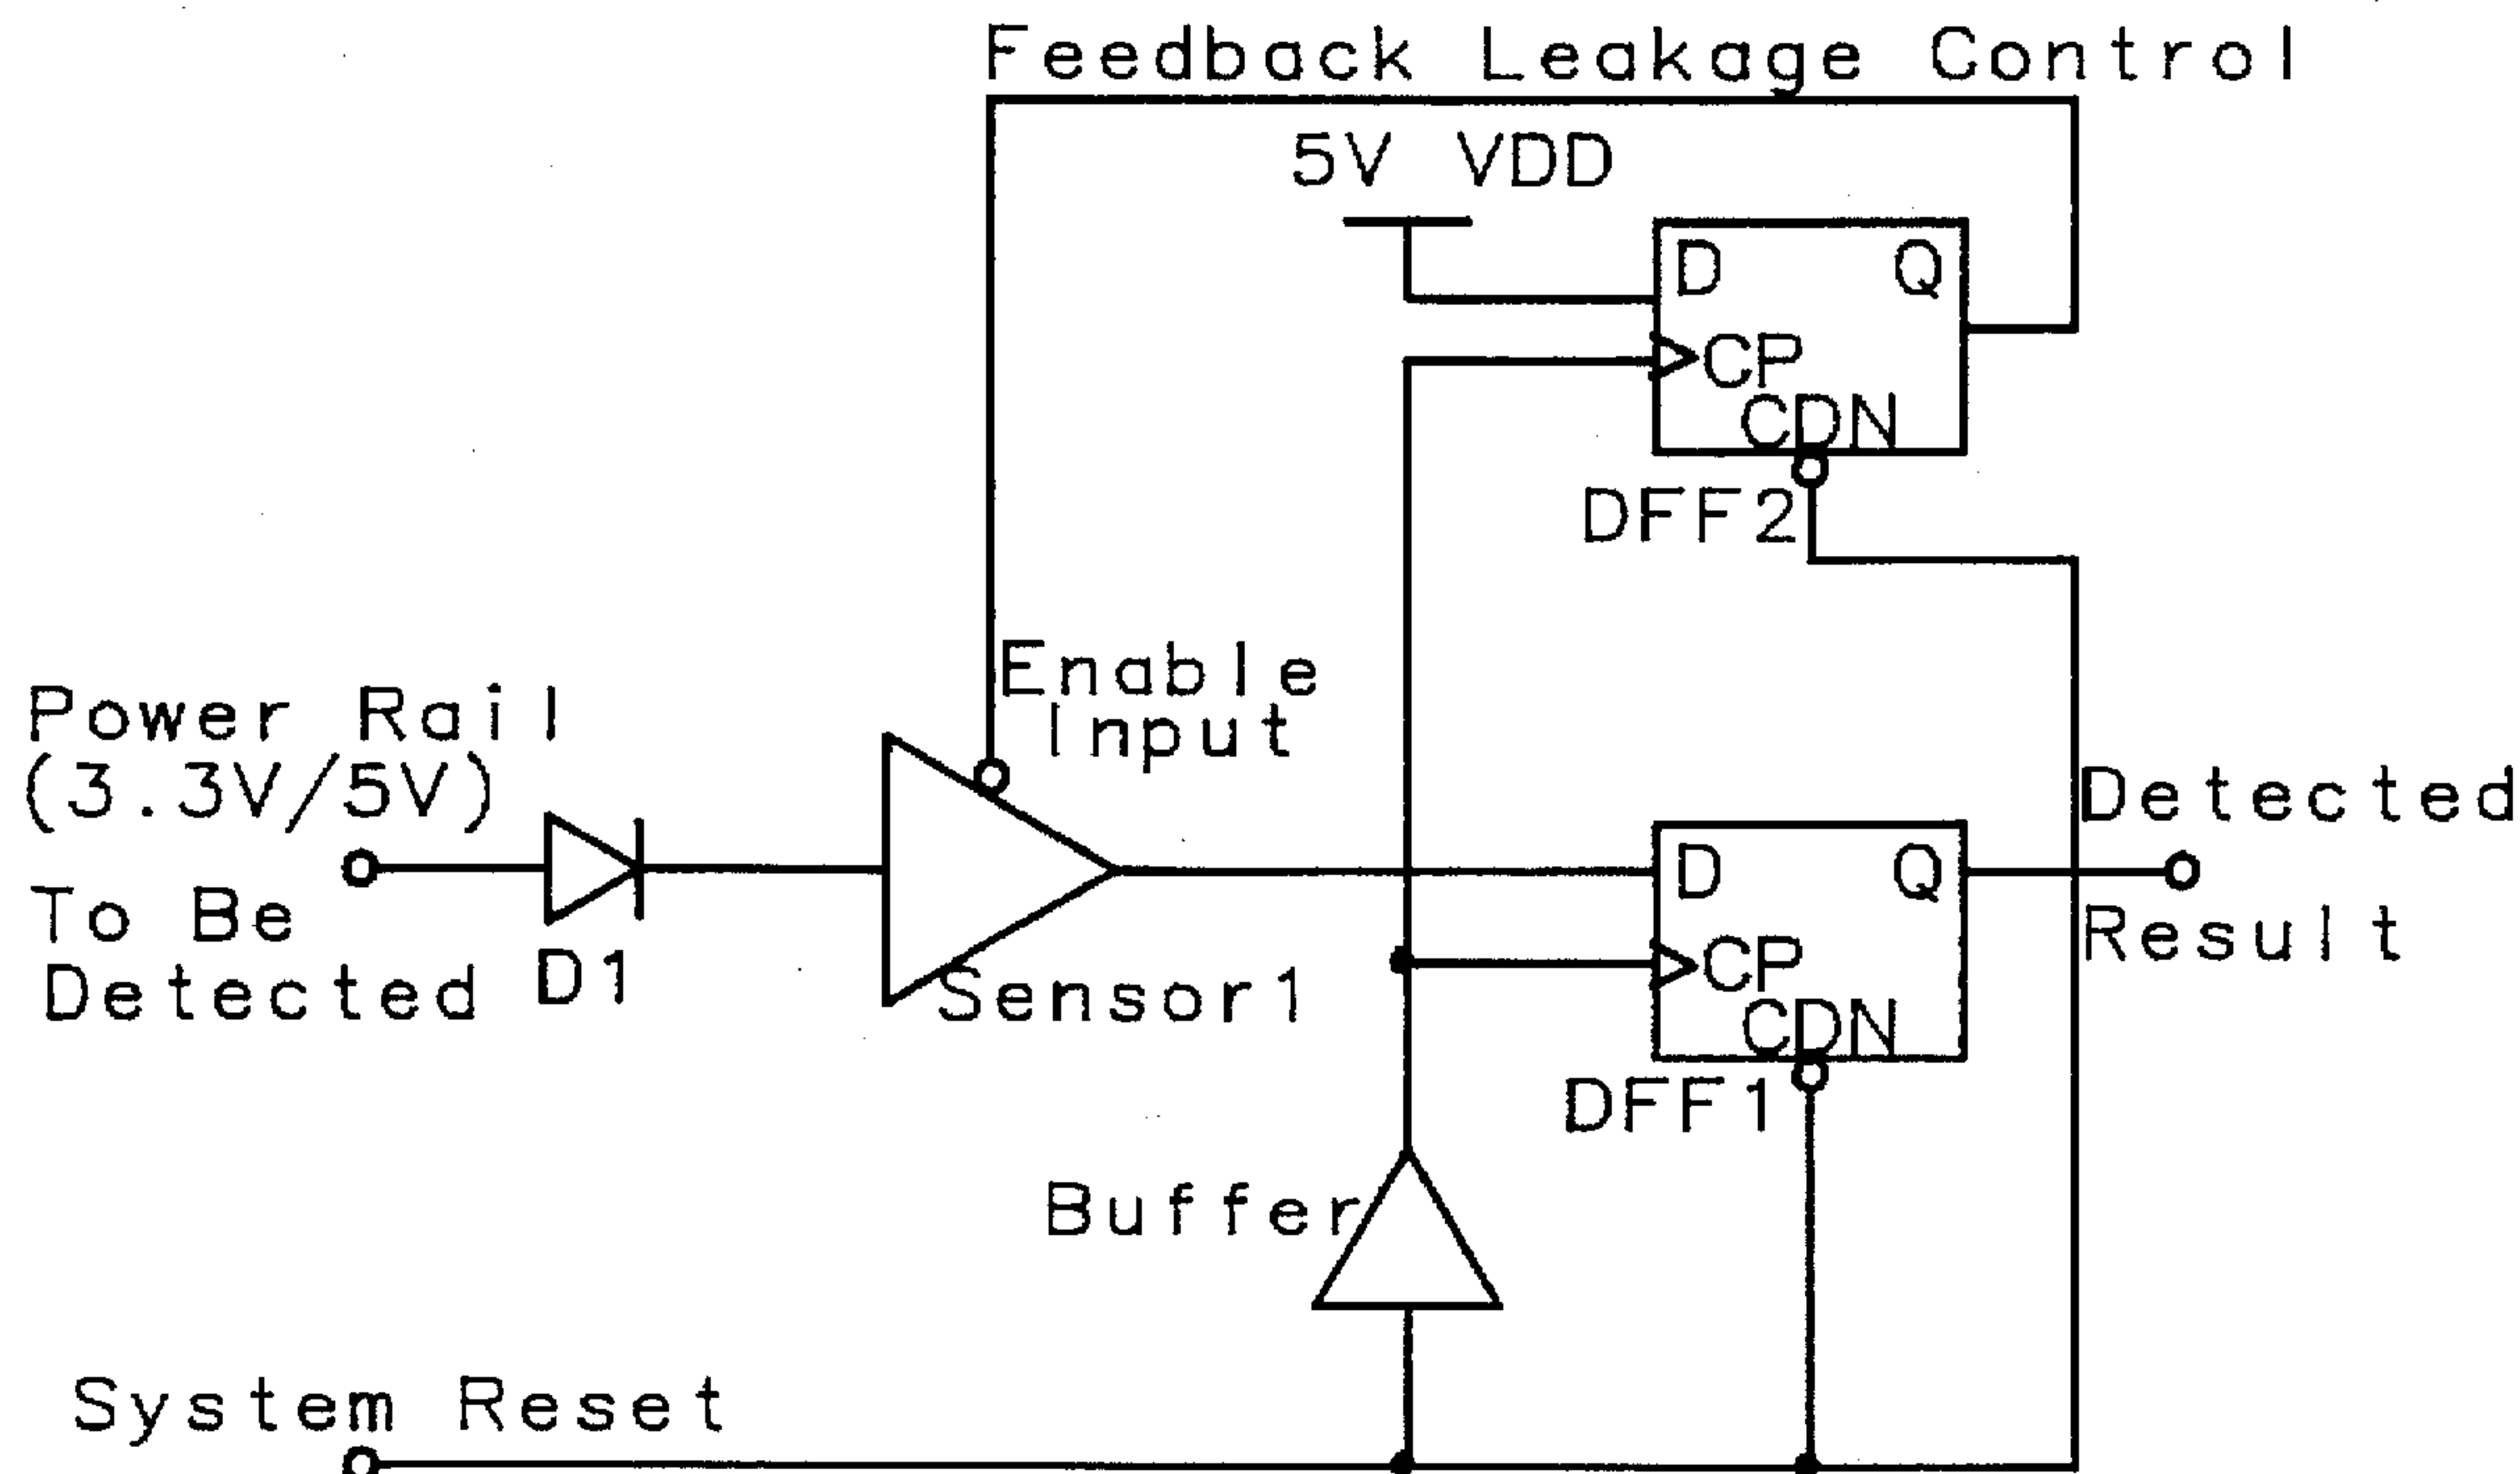 Feedback Leakage Control
5V VDD
D
Q
CP
CDN
DFF2
Enable
Input
Power Rail
(3.3V/5V)
To Be
Detected
D1
Sensor1
D
Q
CP
CDN
DFF1
Detected
Result
Buffer
System Reset